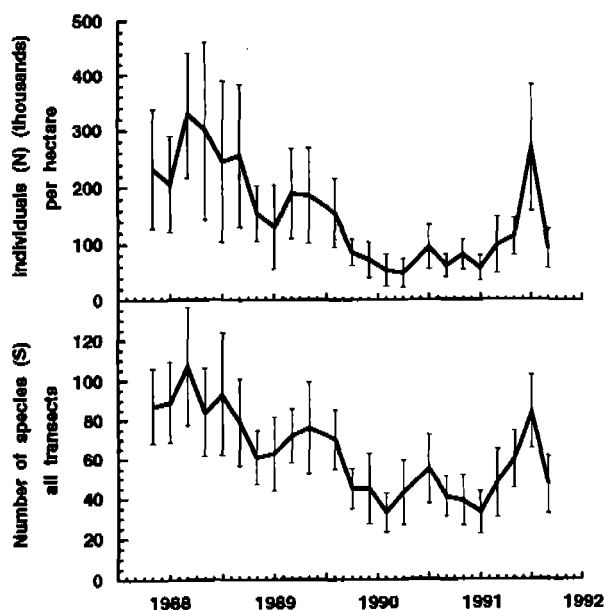 Individuals (N) (thousands)
per hectare
500
400
300
200
100
0
Number of species (S)
all transects
120
100
80
60
40
20
0
1988 1989 1990 1991 1992